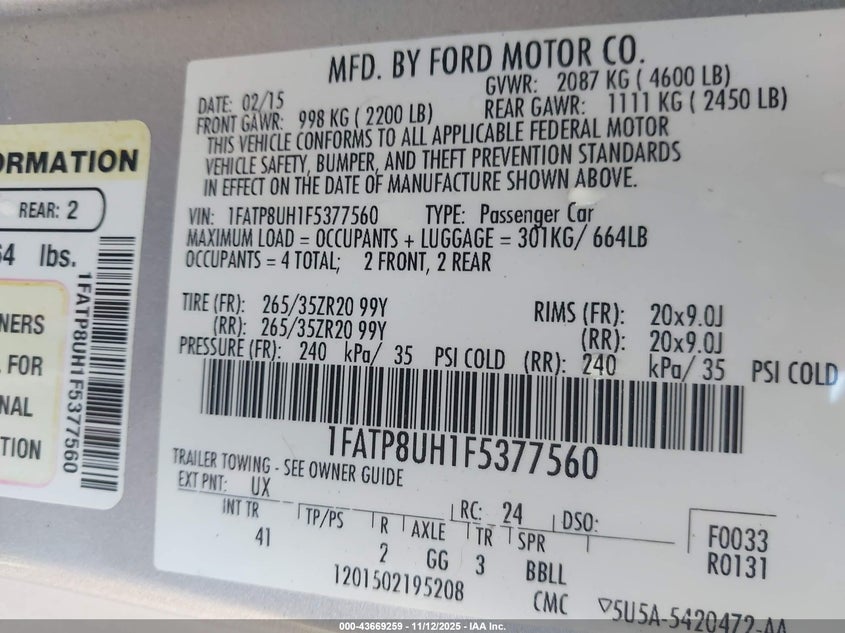 ORMATION
REAR: 2
64 lbs.
1FATP8UH1F5377560
NERS
FOR
NAL
TION
MFD. BY FORD MOTOR CO.
DATE: 02/15 GVWR: 2087 KG ( 4600 LB)
FRONT GAWR: 998 KG ( 2200 LB) REAR GAWR: 1111 KG ( 2450 LB)
THIS VEHICLE CONFORMS TO ALL APPLICABLE FEDERAL MOTOR
VEHICLE SAFETY, BUMPER, AND THEFT PREVENTION STANDARDS
IN EFFECT ON THE DATE OF MANUFACTURE SHOWN ABOVE.
VIN: 1FATP8UH1F5377560 TYPE: Passenger Car
MAXIMUM LOAD = OCCUPANTS + LUGGAGE = 301KG/ 664LB
OCCUPANTS = 4 TOTAL; 2 FRONT, 2 REAR
TIRE (FR): 265/35ZR20 99Y RIMS (FR): 20x9.0J
(RR): 265/35ZR20 99Y (RR): 20x9.0J
PRESSURE (FR): 240 kPa/ 35 PSI COLD (RR): 240 kPa/ 35 PSI COLD
1FATP8UH1F5377560
TRAILER TOWING - SEE OWNER GUIDE
EXT PNT: UX RC: 24 DSO:
INT TR TP/PS R AXLE TR SPR F0033
41 2 GG 3 BBLL R0131
1201502195208 CMC ▽5U5A-5420472-AA
000-43669259 - 11/12/2025 - IAA Inc.